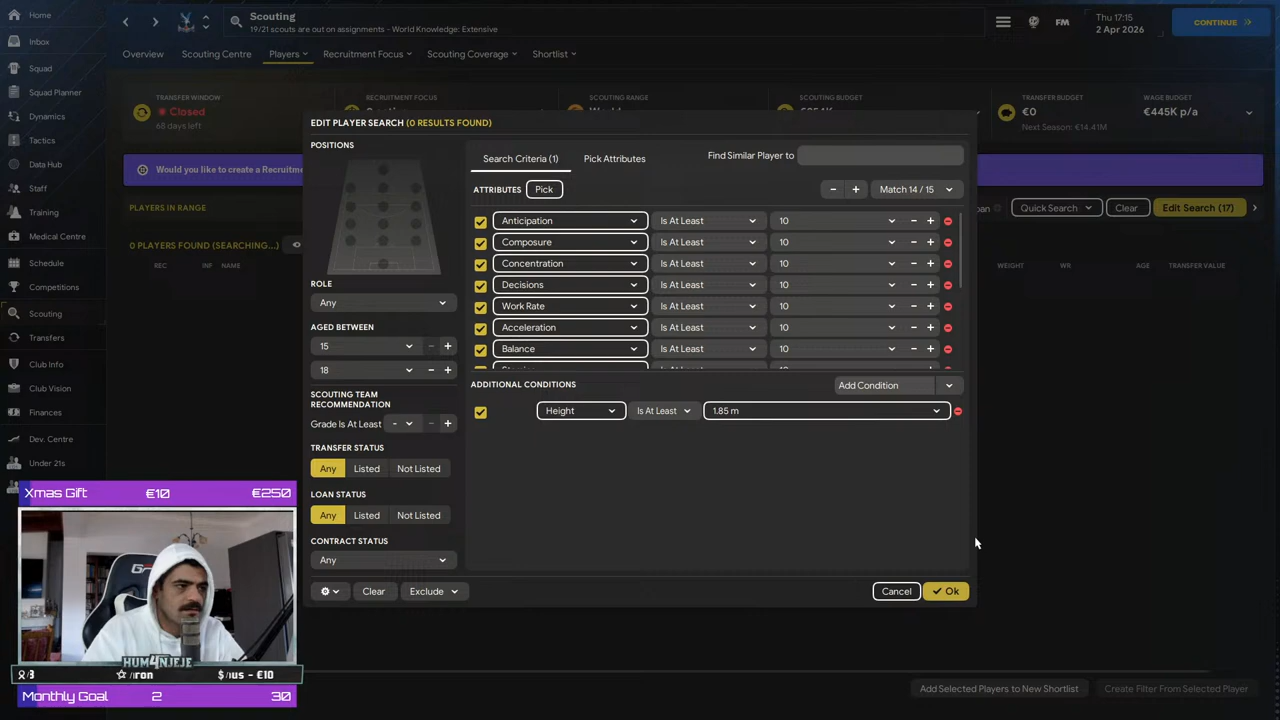 Home
Inbox
Squad
Squad Planner
Dynamics
Tactics
Data Hub
Staff
Training
Medical Centre
Schedule
Competitions
Scouting
Transfers
Club Info
Club Vision
Finances
Dev. Centre
Under 21s
Scouting
19/21 scouts are out on assignments - World Knowledge: Extensive
FM
Thu 17:15
2 Apr 2026
CONTINUE
Overview
Scouting Centre
Players
Recruitment Focus
Scouting Coverage
Shortlist
TRANSFER WINDOW
Closed
68 days left
RECRUITMENT FOCUS
SCOUTING RANGE
SCOUTING BUDGET
TRANSFER BUDGET
€0
Next Season: €14.41M
WAGE BUDGET
€445K p/a
Would you like to create a Recruitme
PLAYERS IN RANGE
Quick Search
Clear
Edit Search (17)
0 PLAYERS FOUND (SEARCHING...)
REC
INF
NAME
WEIGHT
WR
AGE
TRANSFER VALUE
EDIT PLAYER SEARCH (0 RESULTS FOUND)
POSITIONS
ROLE
Any
AGED BETWEEN
15
18
SCOUTING TEAM
RECOMMENDATION
Grade Is At Least
-
TRANSFER STATUS
Any
Listed
Not Listed
LOAN STATUS
Any
Listed
Not Listed
CONTRACT STATUS
Any
Clear
Exclude
Search Criteria (1)
Pick Attributes
Find Similar Player to
ATTRIBUTES
Pick
Match 14 / 15
Anticipation Is At Least 10
Composure Is At Least 10
Concentration Is At Least 10
Decisions Is At Least 10
Work Rate Is At Least 10
Acceleration Is At Least 10
Balance Is At Least 10
ADDITIONAL CONDITIONS
Add Condition
Height Is At Least 1.85 m
Cancel
Ok
Add Selected Players to New Shortlist
Create Filter From Selected Player
Xmas Gift €10 €250
HUM4NJEJE
Monthly Goal 2 30